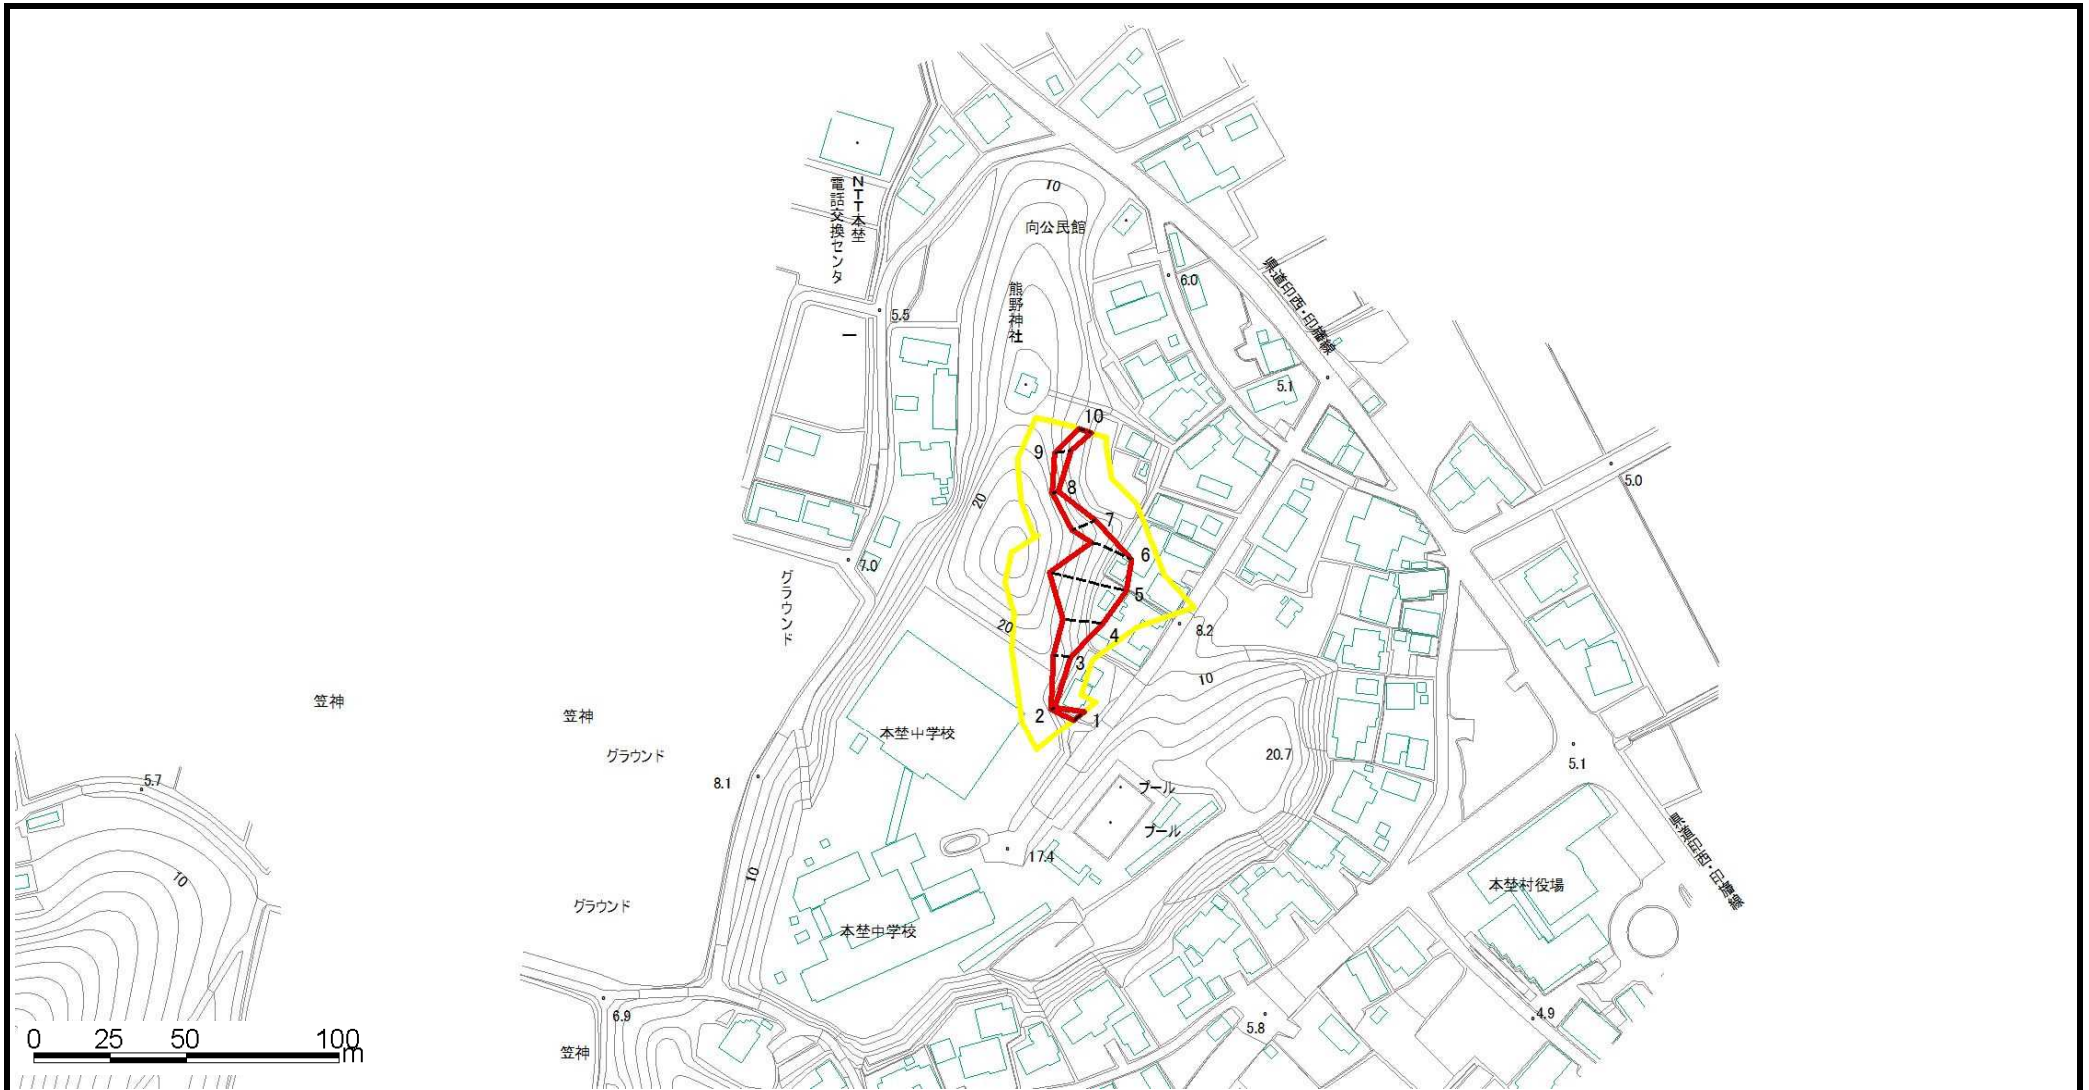 10
NTT本埜
電話交換センタ
ー
向公民館
6.0
熊野神社
県道印西・印旛線
5.5
5.1
10
9
20
8
5.0
7
6
7.0
グラウンド
5
20
4
8.2
3
10
笠神
笠神
2
1
本埜中学校
グラウンド
20.7
5.1
5.7
8.1
プール
プール
県道印西・印旛線
17.4
10
10
本埜村役場
グラウンド
本埜中学校
6.9
4.9
5.8
0 25 50 100
m
笠神